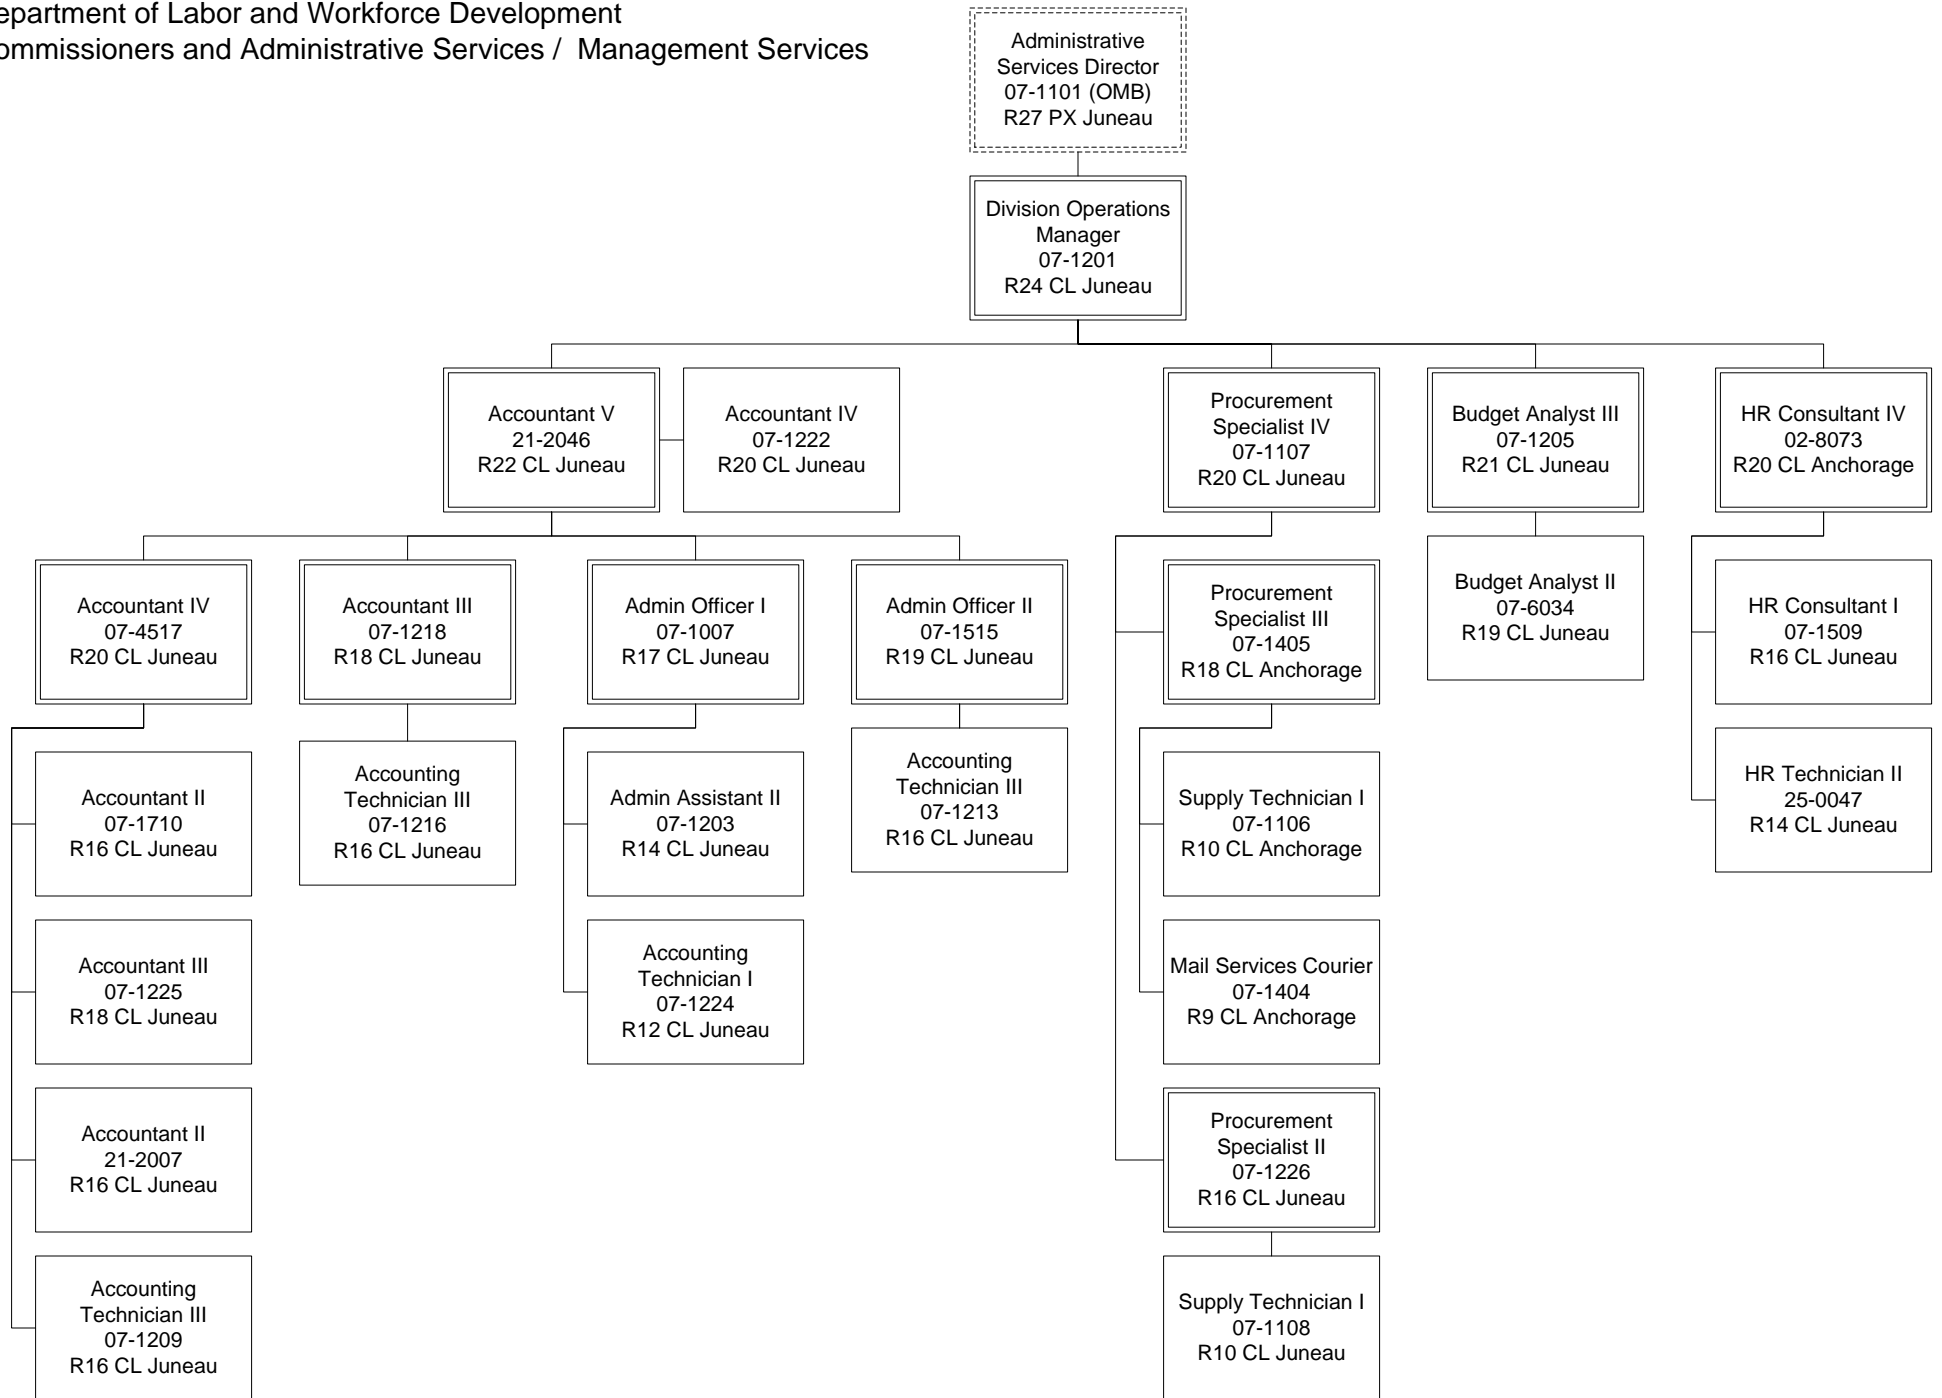 epartment of Labor and Workforce Development
ommissioners and Administrative Services / Management Services
Administrative
Services Director
07-1101 (OMB)
R27 PX Juneau
Division Operations
Manager
07-1201
R24 CL Juneau
Accountant V
21-2046
R22 CL Juneau
Accountant IV
07-1222
R20 CL Juneau
Procurement
Specialist IV
07-1107
R20 CL Juneau
Budget Analyst III
07-1205
R21 CL Juneau
HR Consultant IV
02-8073
R20 CL Anchorage
Accountant IV
07-4517
R20 CL Juneau
Accountant III
07-1218
R18 CL Juneau
Admin Officer I
07-1007
R17 CL Juneau
Admin Officer II
07-1515
R19 CL Juneau
Procurement
Specialist III
07-1405
R18 CL Anchorage
Budget Analyst II
07-6034
R19 CL Juneau
HR Consultant I
07-1509
R16 CL Juneau
Accountant II
07-1710
R16 CL Juneau
Accounting
Technician III
07-1216
R16 CL Juneau
Admin Assistant II
07-1203
R14 CL Juneau
Accounting
Technician III
07-1213
R16 CL Juneau
Supply Technician I
07-1106
R10 CL Anchorage
HR Technician II
25-0047
R14 CL Juneau
Accountant III
07-1225
R18 CL Juneau
Accounting
Technician I
07-1224
R12 CL Juneau
Mail Services Courier
07-1404
R9 CL Anchorage
Accountant II
21-2007
R16 CL Juneau
Procurement
Specialist II
07-1226
R16 CL Juneau
Accounting
Technician III
07-1209
R16 CL Juneau
Supply Technician I
07-1108
R10 CL Juneau